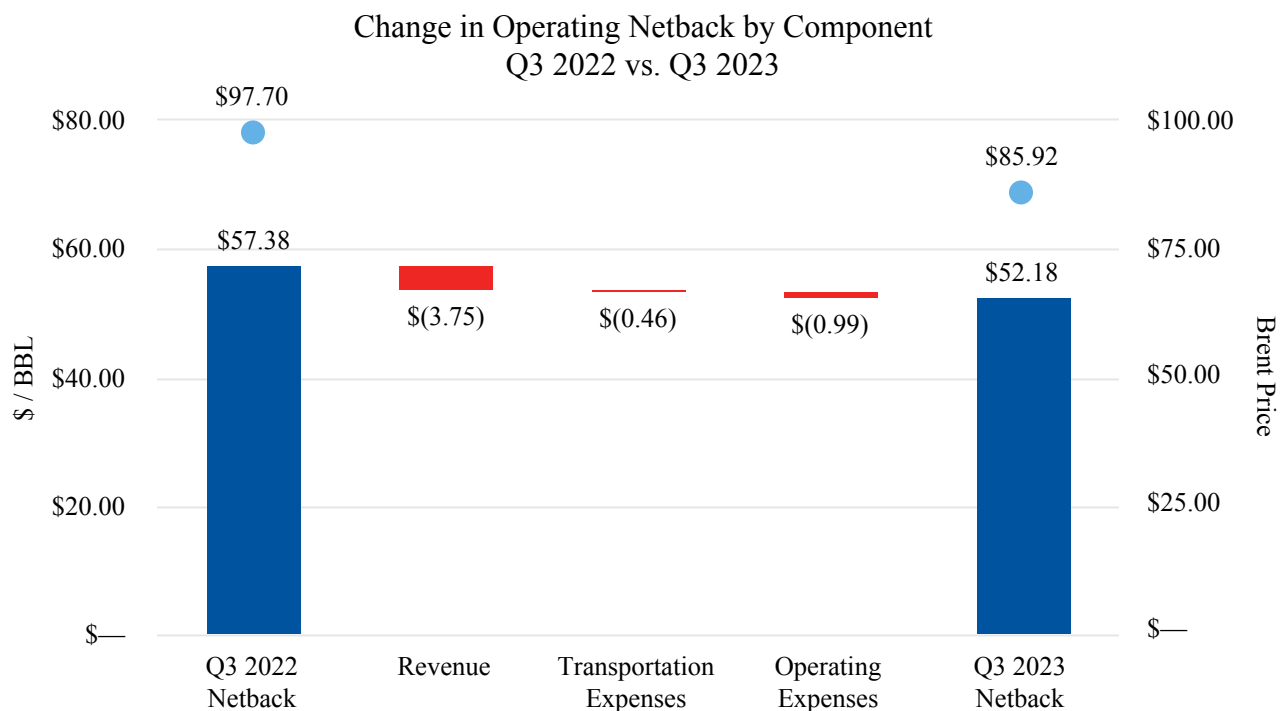 Change in Operating Netback by Component
Q3 2022 vs. Q3 2023
$97.70
$80.00
$100.00
$85.92
$60.00
$57.38
$75.00
$52.18
$(3.75)
$(0.46)
$(0.99)
$40.00
$50.00
$ / BBL
Brent Price
$20.00
$25.00
$—
$—
Q3 2022
Netback
Revenue
Transportation
Expenses
Operating
Expenses
Q3 2023
Netback